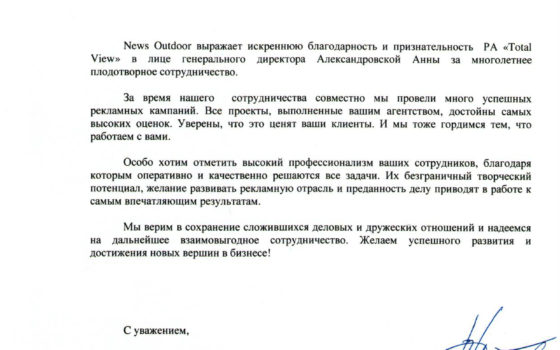 News Outdoor выражает искреннюю благодарность и признательность РА «Total
View» в лице генерального директора Александровской Анны за многолетнее
плодотворное сотрудничество.
За время нашего сотрудничества совместно мы провели много успешных
рекламных кампаний. Все проекты, выполненные вашим агентством, достойны самых
высоких оценок. Уверены, что это ценят ваши клиенты. И мы тоже гордимся тем, что
работаем с вами.
Особо хотим отметить высокий профессионализм ваших сотрудников, благодаря
которым оперативно и качественно решаются все задачи. Их безграничный творческий
потенциал, желание развивать рекламную отрасль и преданность делу приводят в работе к
самым впечатляющим результатам.
Мы верим в сохранение сложившихся деловых и дружеских отношений и надеемся
на дальнейшее взаимовыгодное сотрудничество. Желаем успешного развития и
достижения новых вершин в бизнесе!
С уважением,